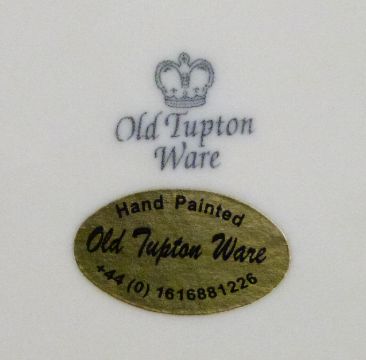 Old Tupton
Ware
Hand Painted
Old Tupton Ware
+44 (0) 1616881226